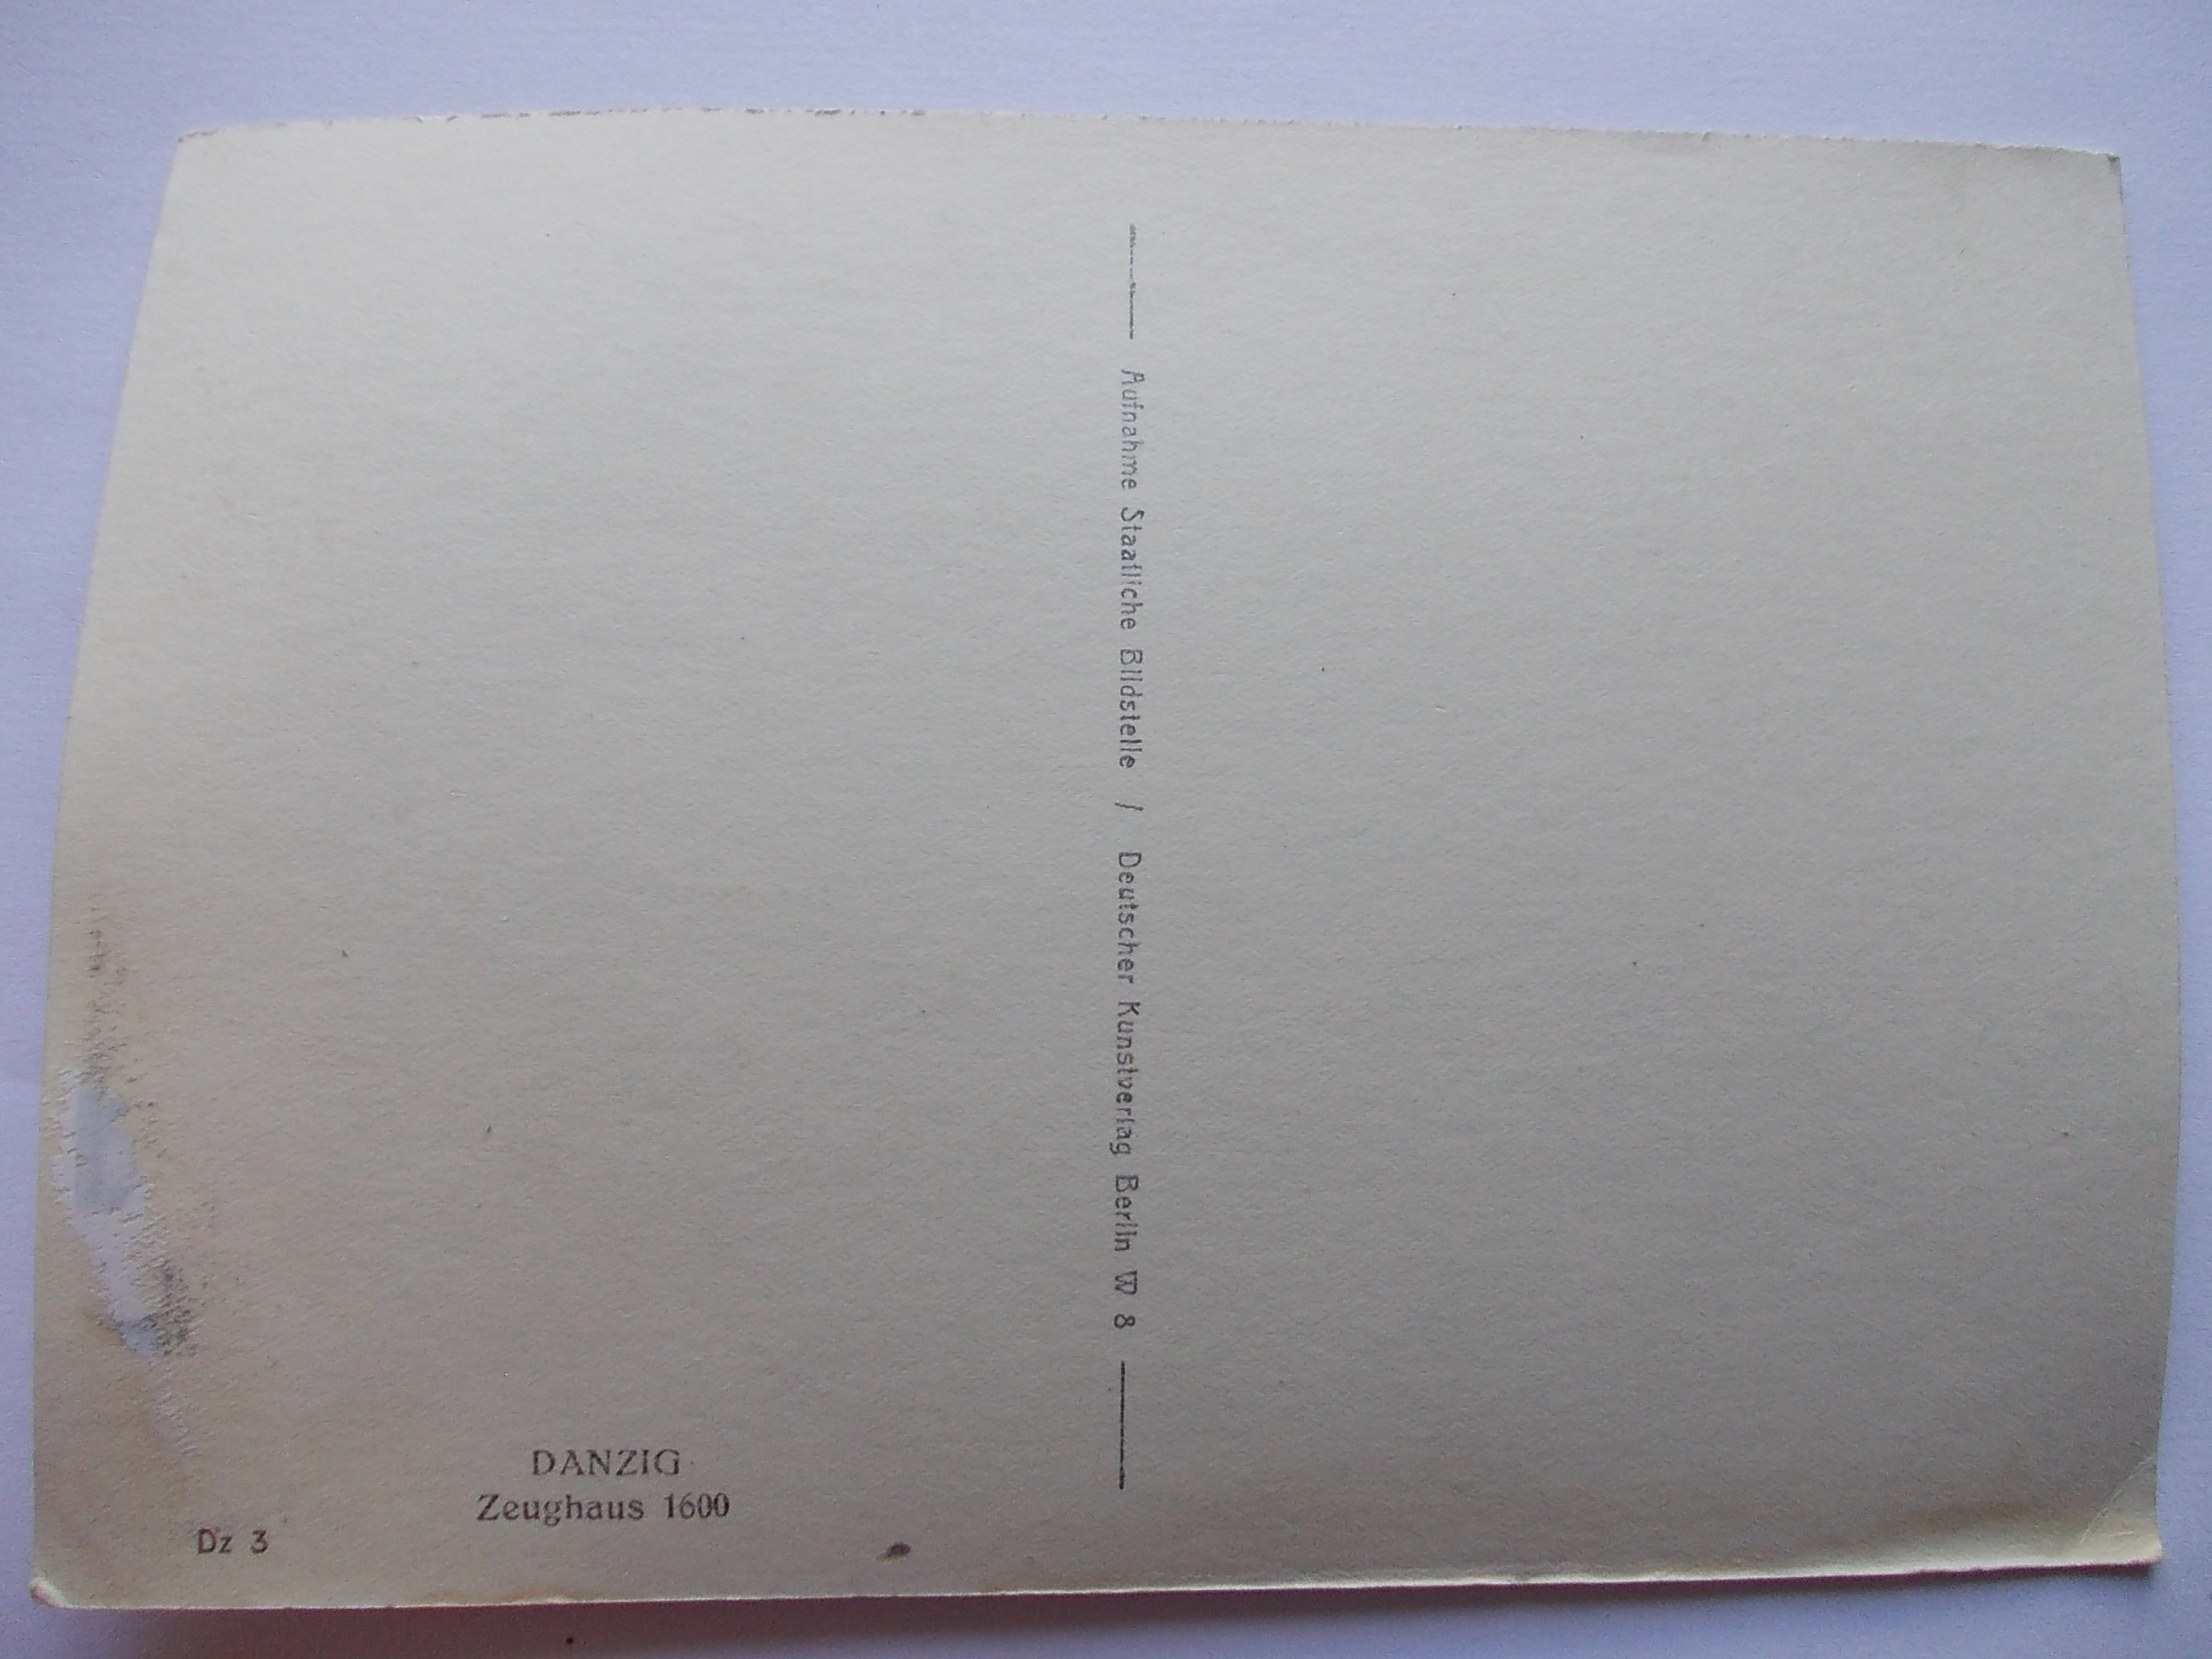 Aufnahme Staatliche Bildstelle / Deutscher Kunstverlag Berlin W 8
DANZIG
Zeughaus 1600
Dz 3